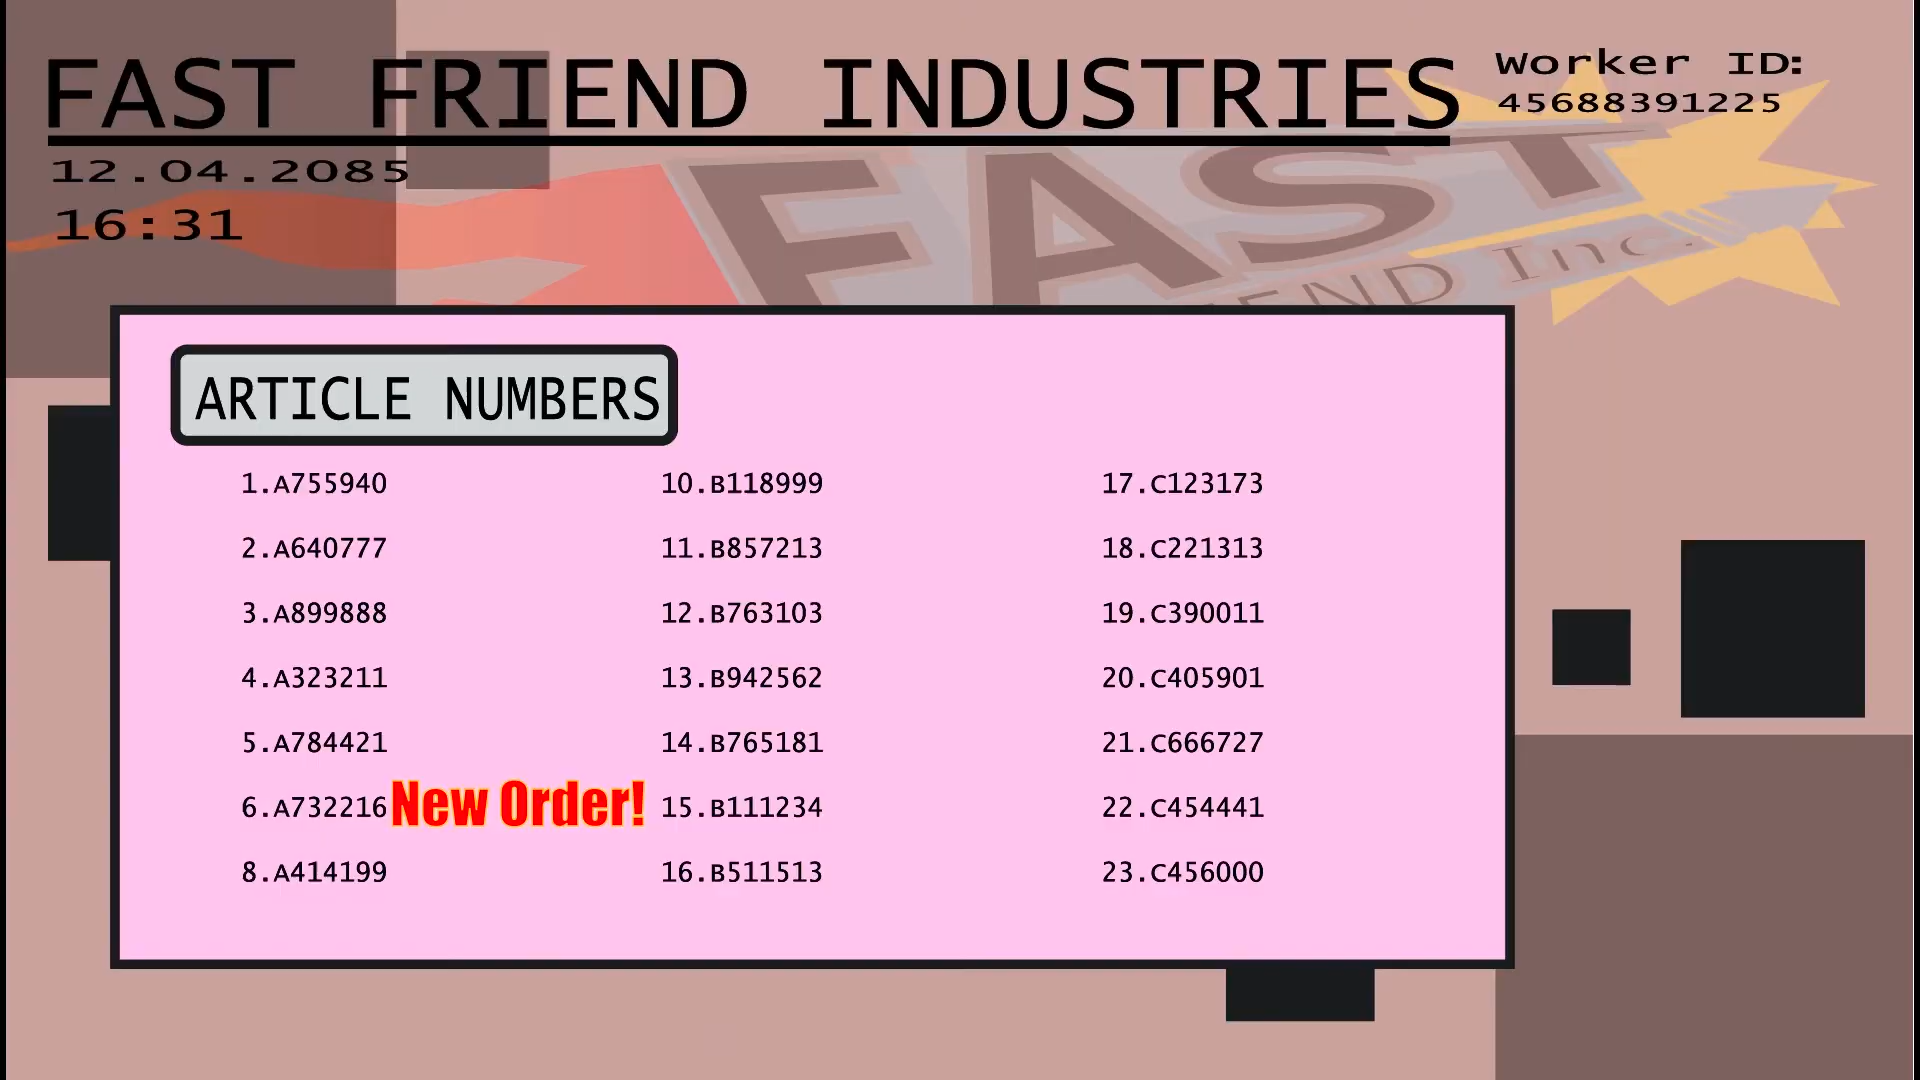 FAST FRIEND INDUSTRIES
Worker ID:
45688391225
12.04.2085
16:31
FAST
END Inc.
ARTICLE NUMBERS
1.A755940
2.A640777
3.A899888
4.A323211
5.A784421
6.A732216 New Order!
8.A414199
10.B118999
11.B857213
12.B763103
13.B942562
14.B765181
15.B111234
16.B511513
17.C123173
18.C221313
19.C390011
20.C405901
21.C666727
22.C454441
23.C456000